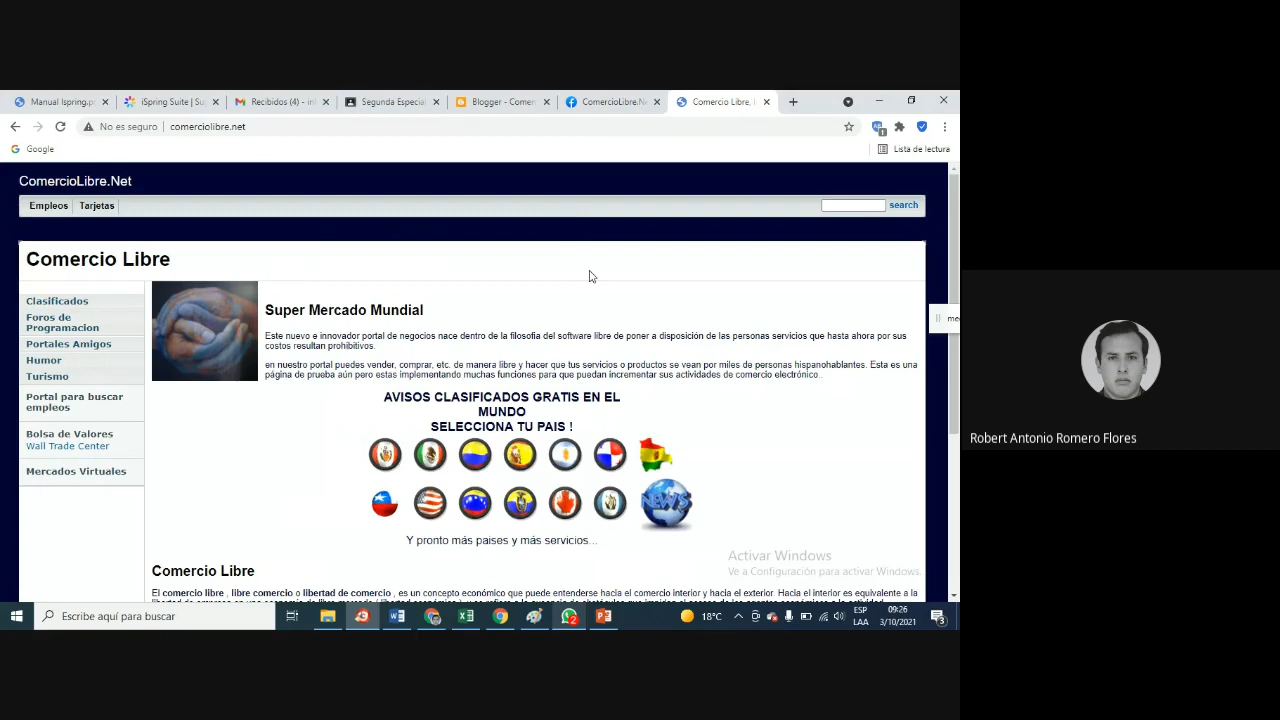 Manual Ispring.p
iSpring Suite | Su
Recibidos (4) - in
Segunda Especial
Blogger - Comer
ComercioLibre.Ne
Comercio Libre,
No es seguro
comerciolibre.net
Google
Lista de lectura
ComercioLibre.Net
Empleos
Tarjetas
search
Comercio Libre
Clasificados
Foros de
Programacion
Portales Amigos
Humor
Turismo
Portal para buscar
empleos
Bolsa de Valores
Wall Trade Center
Mercados Virtuales
Super Mercado Mundial
Este nuevo e innovador portal de negocios nace dentro de la filosofia del software libre de poner a disposición de las personas servicios que hasta ahora por sus
costos resultan prohibitivos.
en nuestro portal puedes vender, comprar, etc. de manera libre y hacer que tus servicios o productos se vean por miles de personas hispanohablantes. Esta es una
página de prueba aún pero estas implementando muchas funciones para que puedan incrementar sus actividades de comercio electrónico..
AVISOS CLASIFICADOS GRATIS EN EL
MUNDO
SELECCIONA TU PAIS !
NEWS
Y pronto más paises y más servicios...
Comercio Libre
El comercio libre , libre comercio o libertad de comercio , es un concepto económico que puede entenderse hacia el comercio interior y hacia el exterior. Hacia el interior es equivalente a la
Activar Windows
Ve a Configuración para activar Windows.
Escribe aquí para buscar
18°C
ESP
LAA
09:26
3/10/2021
Robert Antonio Romero Flores